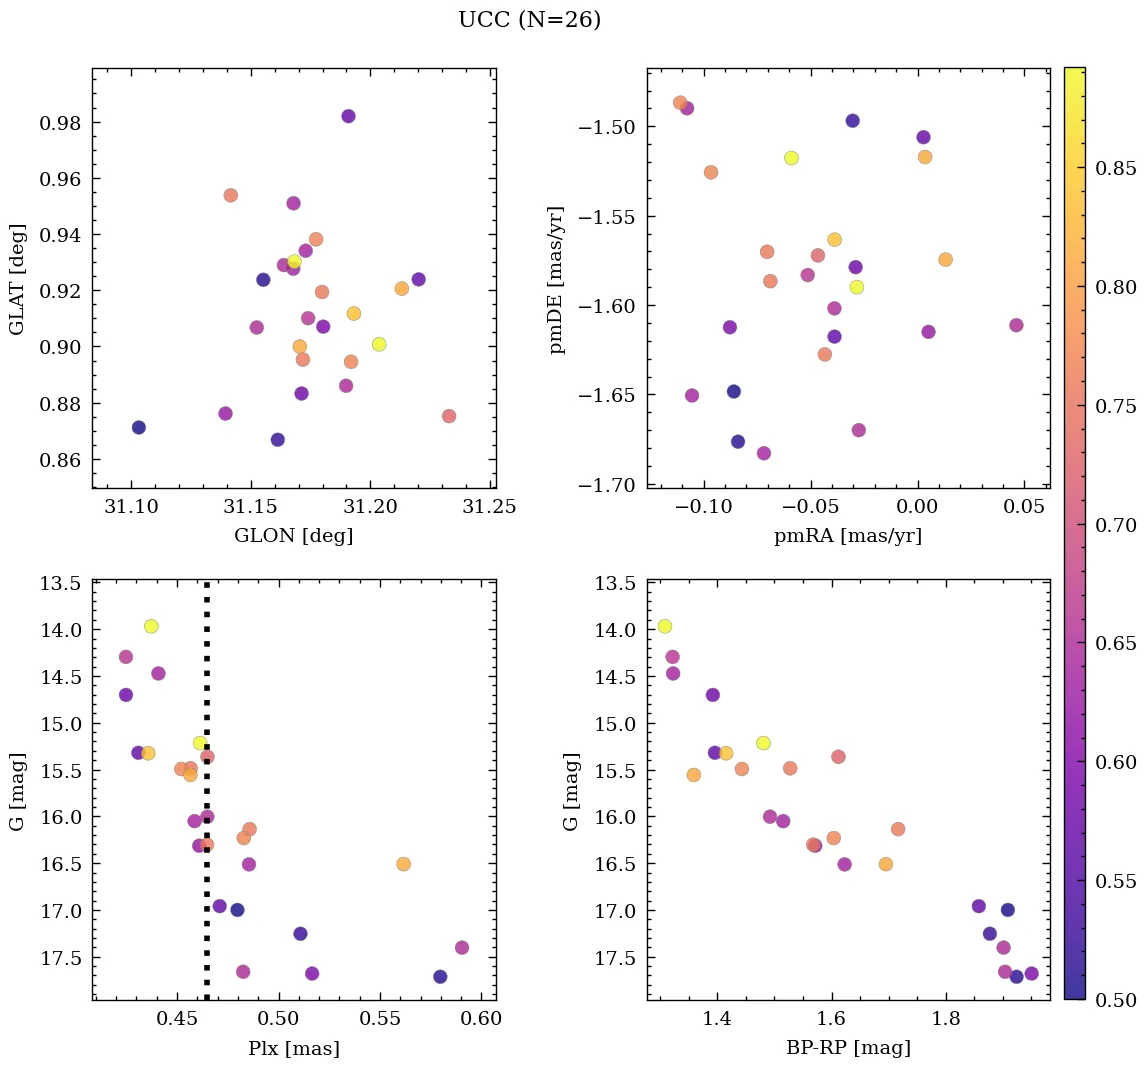 UCC (N=26)
0.98
0.96
0.94
0.92
0.90
0.88
0.86
GLAT [deg]
31.10 31.15 31.20 31.25
GLON [deg]
−1.50
−1.55
−1.60
−1.65
−1.70
pmDE [mas/yr]
−0.10 −0.05 0.00 0.05
pmRA [mas/yr]
13.5
14.0
14.5
15.0
15.5
16.0
16.5
17.0
17.5
G [mag]
0.45 0.50 0.55 0.60
Plx [mas]
13.5
14.0
14.5
15.0
15.5
16.0
16.5
17.0
17.5
G [mag]
1.4 1.6 1.8
BP-RP [mag]
0.85
0.80
0.75
0.70
0.65
0.60
0.55
0.50